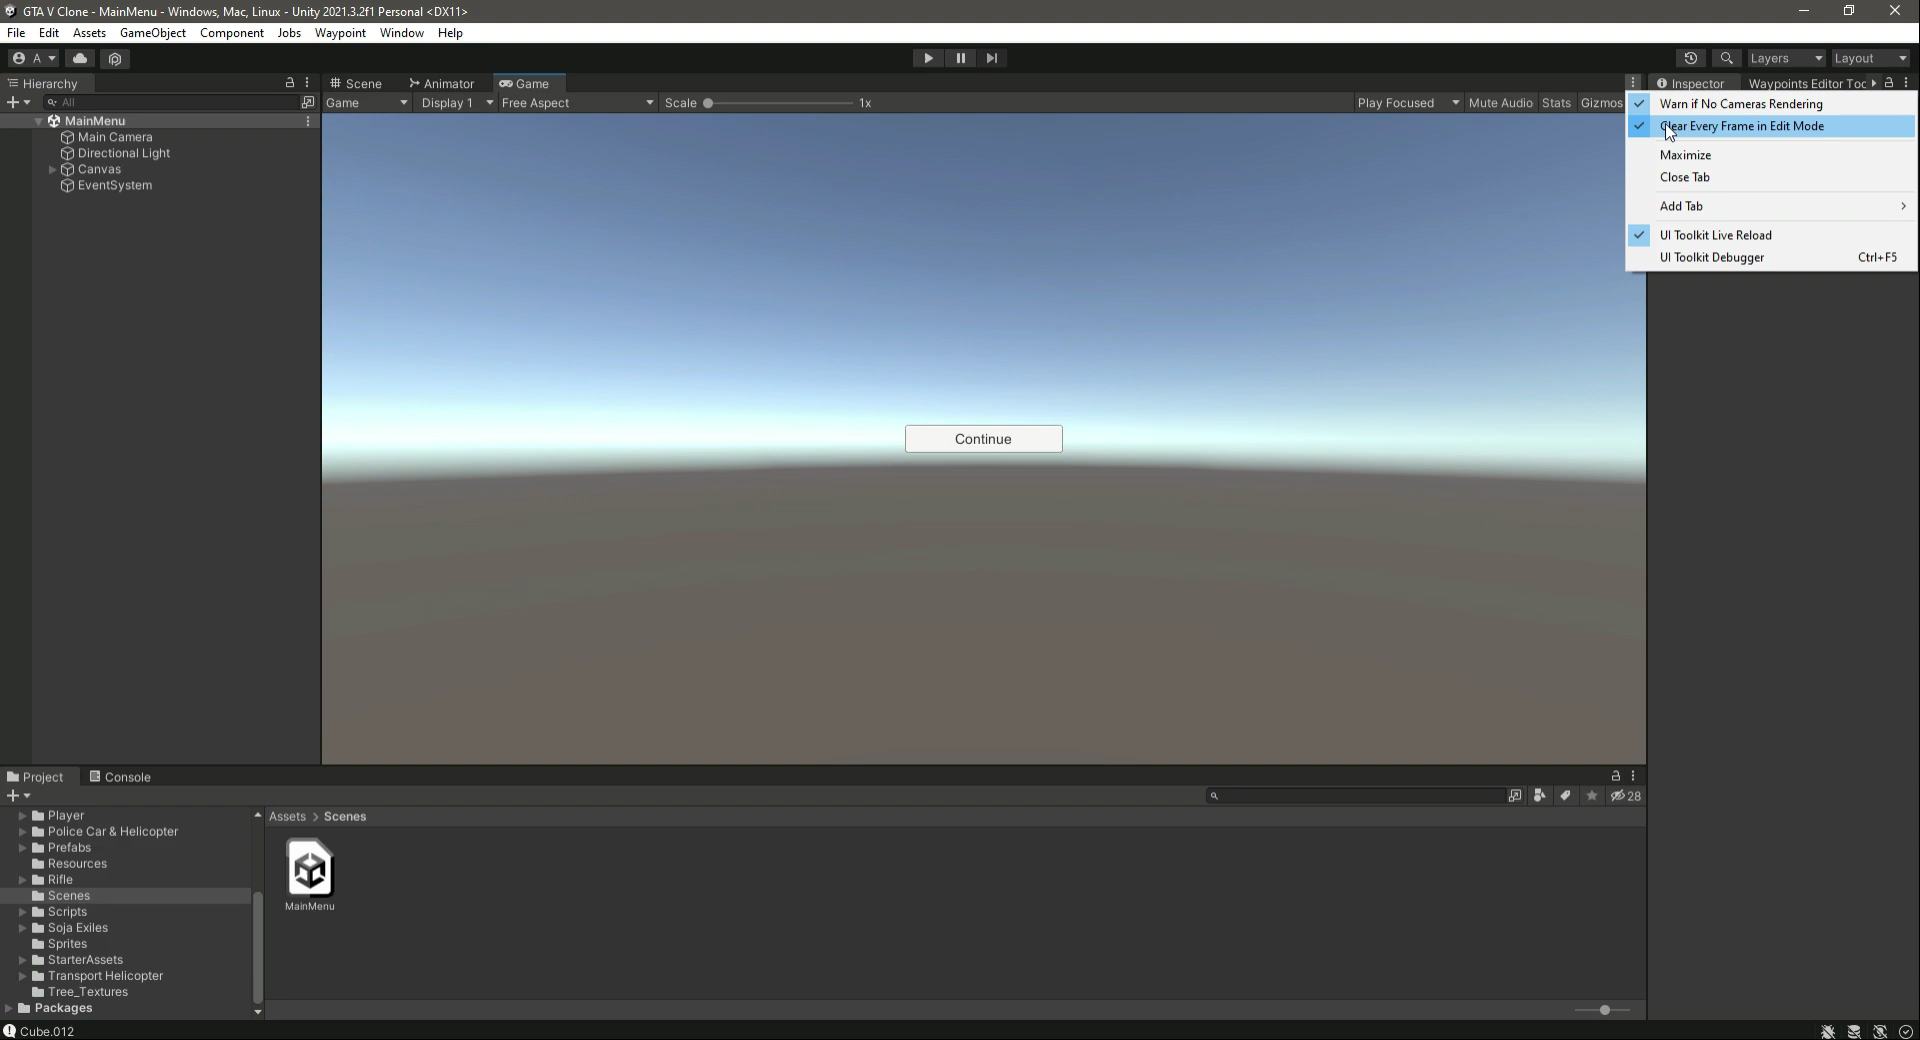 GTA V Clone - MainMenu - Windows, Mac, Linux - Unity 2021.3.2f1 Personal <DX11>
File Edit Assets GameObject Component Jobs Waypoint Window Help
A Layers Layout
Hierarchy Scene Animator Game Inspector Waypoints Editor Toc
All Game Display 1 Free Aspect Scale 1x Play Focused Mute Audio Stats Gizmos
Warn if No Cameras Rendering
Clear Every Frame in Edit Mode
Maximize
Close Tab
Add Tab
UI Toolkit Live Reload
UI Toolkit Debugger Ctrl+F5
MainMenu
Main Camera
Directional Light
Canvas
EventSystem
Continue
Project Console
28
Player
Police Car & Helicopter
Prefabs
Resources
Rifle
Scenes
Scripts
Soja Exiles
Sprites
StarterAssets
Transport Helicopter
Tree_Textures
Packages
Assets > Scenes
MainMenu
Cube.012